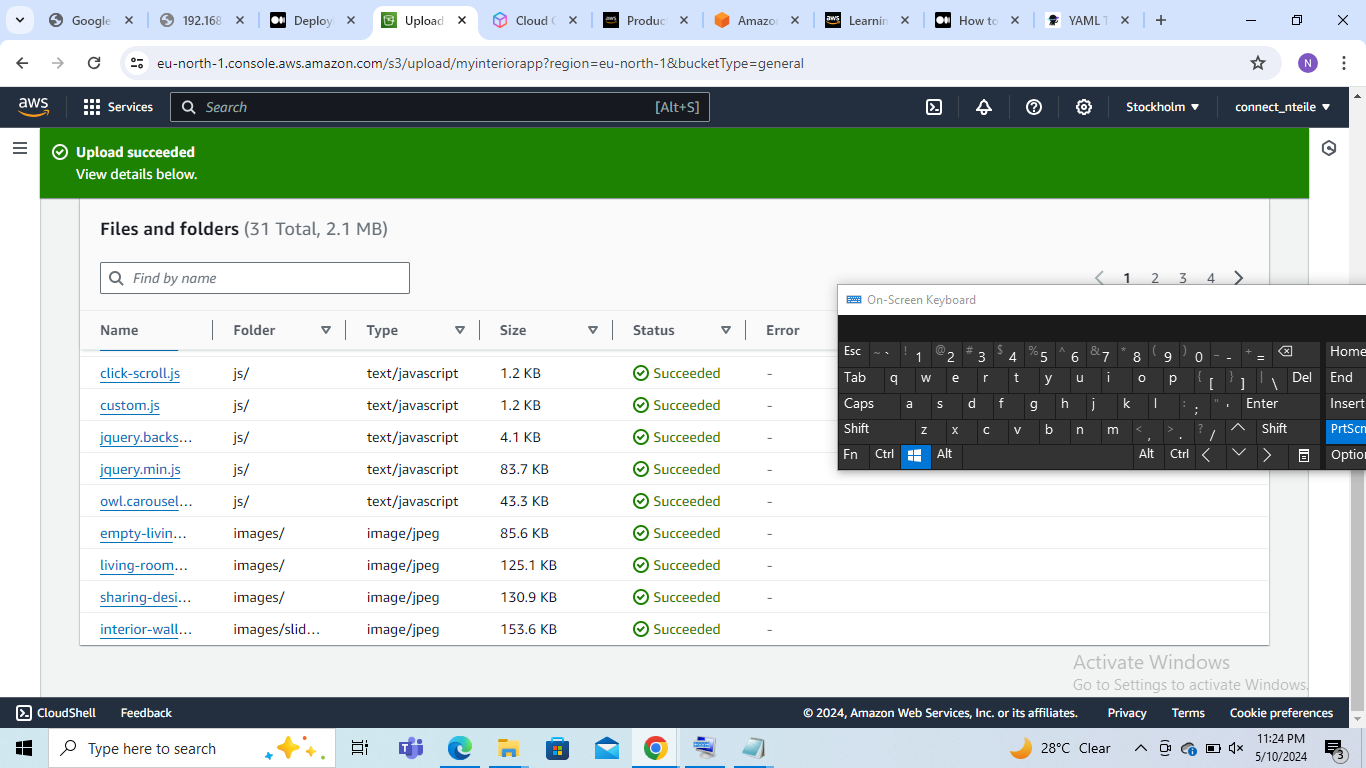 Google
192.168
Deploy
Upload
Cloud
Produc
Amazo
Learnin
How to
YAML T
eu-north-1.console.aws.amazon.com/s3/upload/myinteriorapp?region=eu-north-1&bucketType=general
N
aws
Services
Search
[Alt+S]
Stockholm
connect_nteile
Upload succeeded
View details below.
Files and folders (31 Total, 2.1 MB)
Find by name
1 2 3 4
Name Folder Type Size Status Error
click-scroll.js js/ text/javascript 1.2 KB Succeeded -
custom.js js/ text/javascript 1.2 KB Succeeded -
jquery.backs... js/ text/javascript 4.1 KB Succeeded -
jquery.min.js js/ text/javascript 83.7 KB Succeeded -
owl.carousel... js/ text/javascript 43.3 KB Succeeded -
empty-livin... images/ image/jpeg 85.6 KB Succeeded -
living-room... images/ image/jpeg 125.1 KB Succeeded -
sharing-desi... images/ image/jpeg 130.9 KB Succeeded -
interior-wall... images/slid... image/jpeg 153.6 KB Succeeded -
On-Screen Keyboard
Esc ~ ` ! 1 @ 2 # 3 $ 4 % 5 ^ 6 & 7 * 8 ( 9 ) 0 _ - + = Home
Tab q w e r t y u i o p { [ } ] | \ Del End
Caps a s d f g h j k l : ; " ' Enter Insert
Shift z x c v b n m < , > . ? / Shift PrtScn
Fn Ctrl Alt Alt Ctrl Optio
Activate Windows
Go to Settings to activate Windows.
CloudShell Feedback
© 2024, Amazon Web Services, Inc. or its affiliates. Privacy Terms Cookie preferences
Type here to search
28°C Clear
11:24 PM
5/10/2024
3